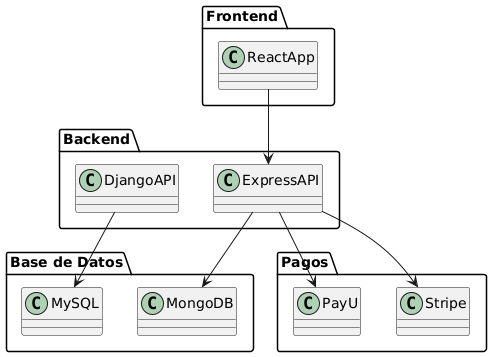 Frontend
C ReactApp
Backend
C DjangoAPI
C ExpressAPI
Base de Datos
C MySQL
C MongoDB
Pagos
C PayU
C Stripe